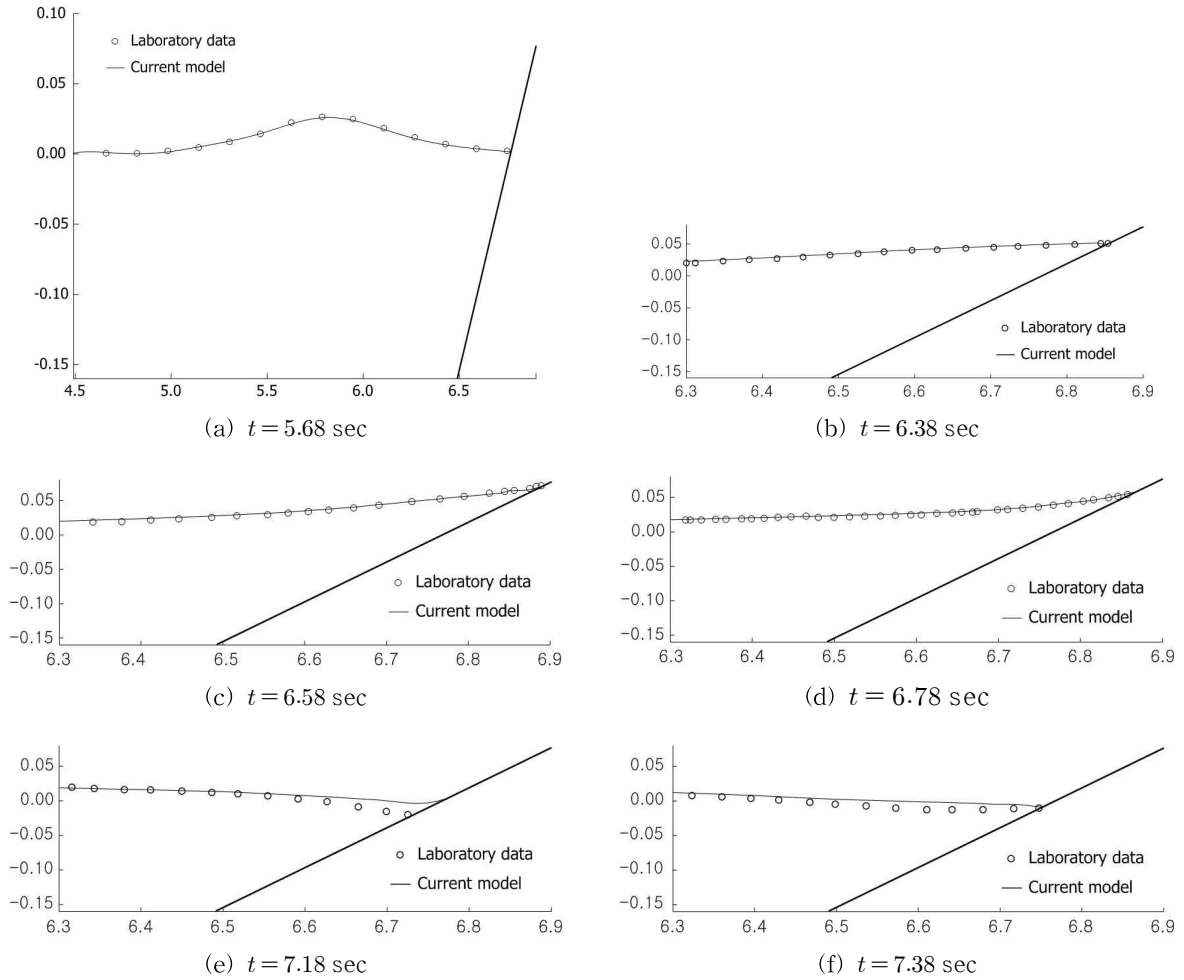 0.10
Laboratory data
Current model
0.05
0.00
-0.05
-0.10
-0.15
4.5 5.0 5.5 6.0 6.5
(a) t = 5.68 sec
0.05
0.00
−0.05
−0.10
−0.15
Laboratory data
Current model
6.3 6.4 6.5 6.6 6.7 6.8 6.9
(b) t = 6.38 sec
0.05
0.00
−0.05
−0.10
−0.15
Laboratory data
Current model
6.3 6.4 6.5 6.6 6.7 6.8 6.9
(c) t = 6.58 sec
0.05
0.00
−0.05
−0.10
−0.15
Laboratory data
Current model
6.3 6.4 6.5 6.6 6.7 6.8 6.9
(d) t = 6.78 sec
0.05
0.00
−0.05
−0.10
−0.15
Laboratory data
Current model
6.3 6.4 6.5 6.6 6.7 6.8 6.9
(e) t = 7.18 sec
0.05
0.00
−0.05
−0.10
−0.15
Laboratory data
Current model
6.3 6.4 6.5 6.6 6.7 6.8 6.9
(f) t = 7.38 sec